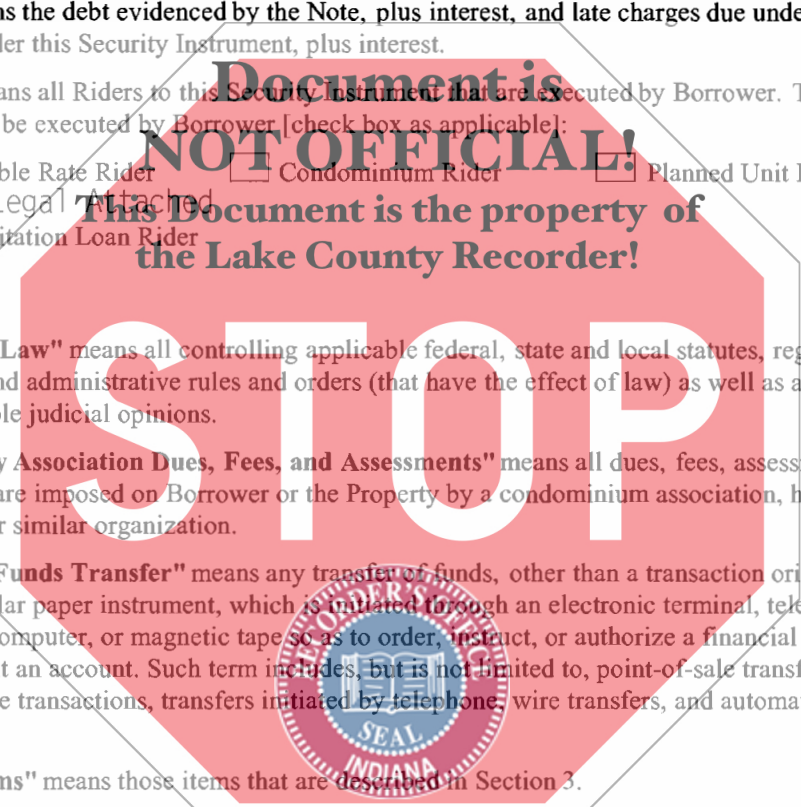 ns the debt evidenced by the Note, plus interest, and late charges due unde
ler this Security Instrument, plus interest.
Document is
ans all Riders to this Security Instrument that are executed by Borrower. T
be executed by Borrower [check box as applicable]:
NOT OFFICIAL!
ble Rate Rider Condominium Rider Planned Unit
Legal Attached
This Document is the property of
itation Loan Rider
the Lake County Recorder!
STOP
Law" means all controlling applicable federal, state and local statutes, reg
nd administrative rules and orders (that have the effect of law) as well as a
le judicial opinions.
y Association Dues, Fees, and Assessments" means all dues, fees, assess
are imposed on Borrower or the Property by a condominium association, h
r similar organization.
Funds Transfer" means any transfer of funds, other than a transaction ori
lar paper instrument, which is initiated through an electronic terminal, tele
omputer, or magnetic tape so as to order, instruct, or authorize a financial
t an account. Such term includes, but is not limited to, point-of-sale transf
e transactions, transfers initiated by telephone, wire transfers, and automa
RECORDER'S OFFICE
SEAL
INDIANA
ms" means those items that are described in Section 3.